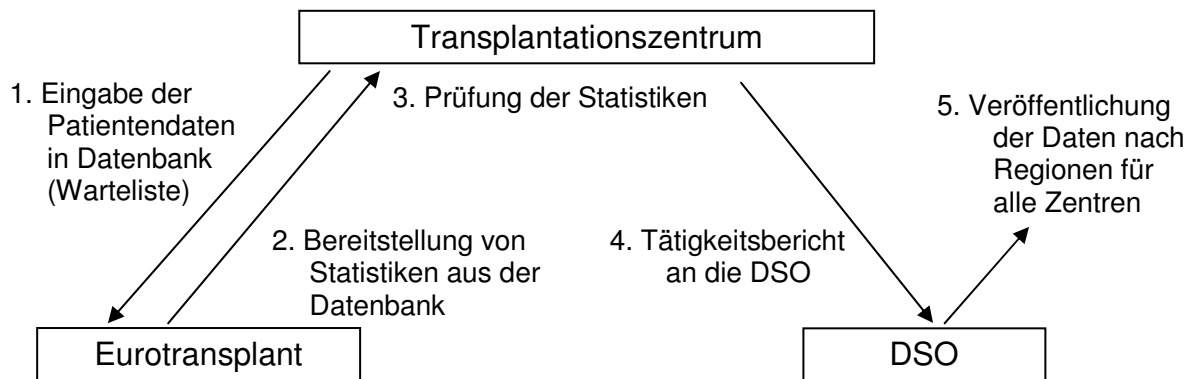 Transplantationszentrum
1. Eingabe der
Patientendaten
in Datenbank
(Warteliste)
3. Prüfung der Statistiken
5. Veröffentlichung
der Daten nach
Regionen für
alle Zentren
2. Bereitstellung von
Statistiken aus der
Datenbank
4. Tätigkeitsbericht
an die DSO
Eurotransplant
DSO